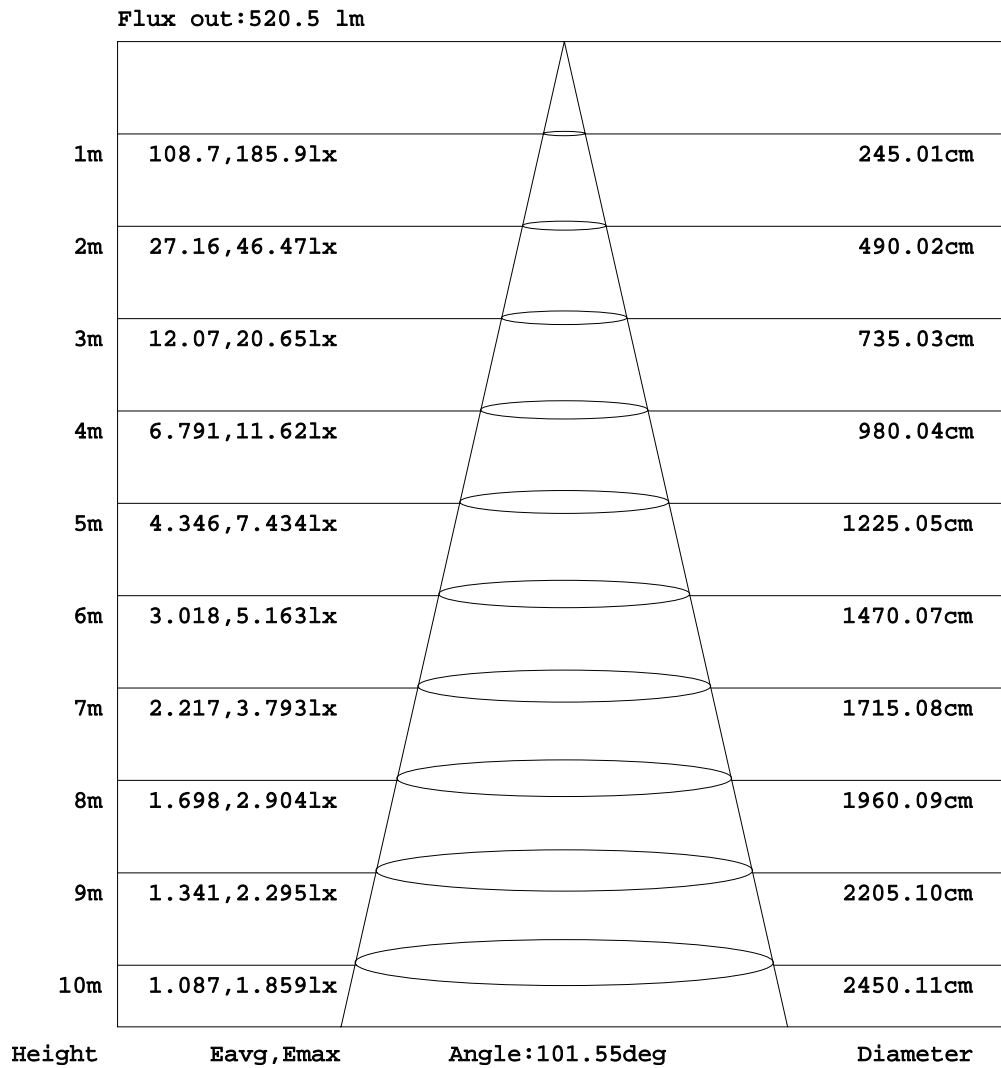 Flux out:520.5 lm
1m 108.7,185.9lx 245.01cm
2m 27.16,46.47lx 490.02cm
3m 12.07,20.65lx 735.03cm
4m 6.791,11.62lx 980.04cm
5m 4.346,7.434lx 1225.05cm
6m 3.018,5.163lx 1470.07cm
7m 2.217,3.793lx 1715.08cm
8m 1.698,2.904lx 1960.09cm
9m 1.341,2.295lx 2205.10cm
10m 1.087,1.859lx 2450.11cm
Height Eavg,Emax Angle:101.55deg Diameter